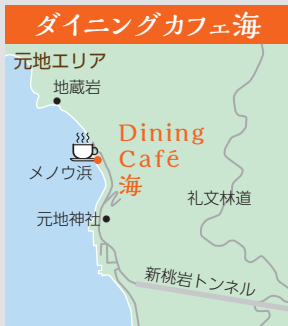 ダイニングカフェ海
元地エリア
地蔵岩
Dining
Café
海
メノウ浜
礼文林道
元地神社
新桃岩トンネル